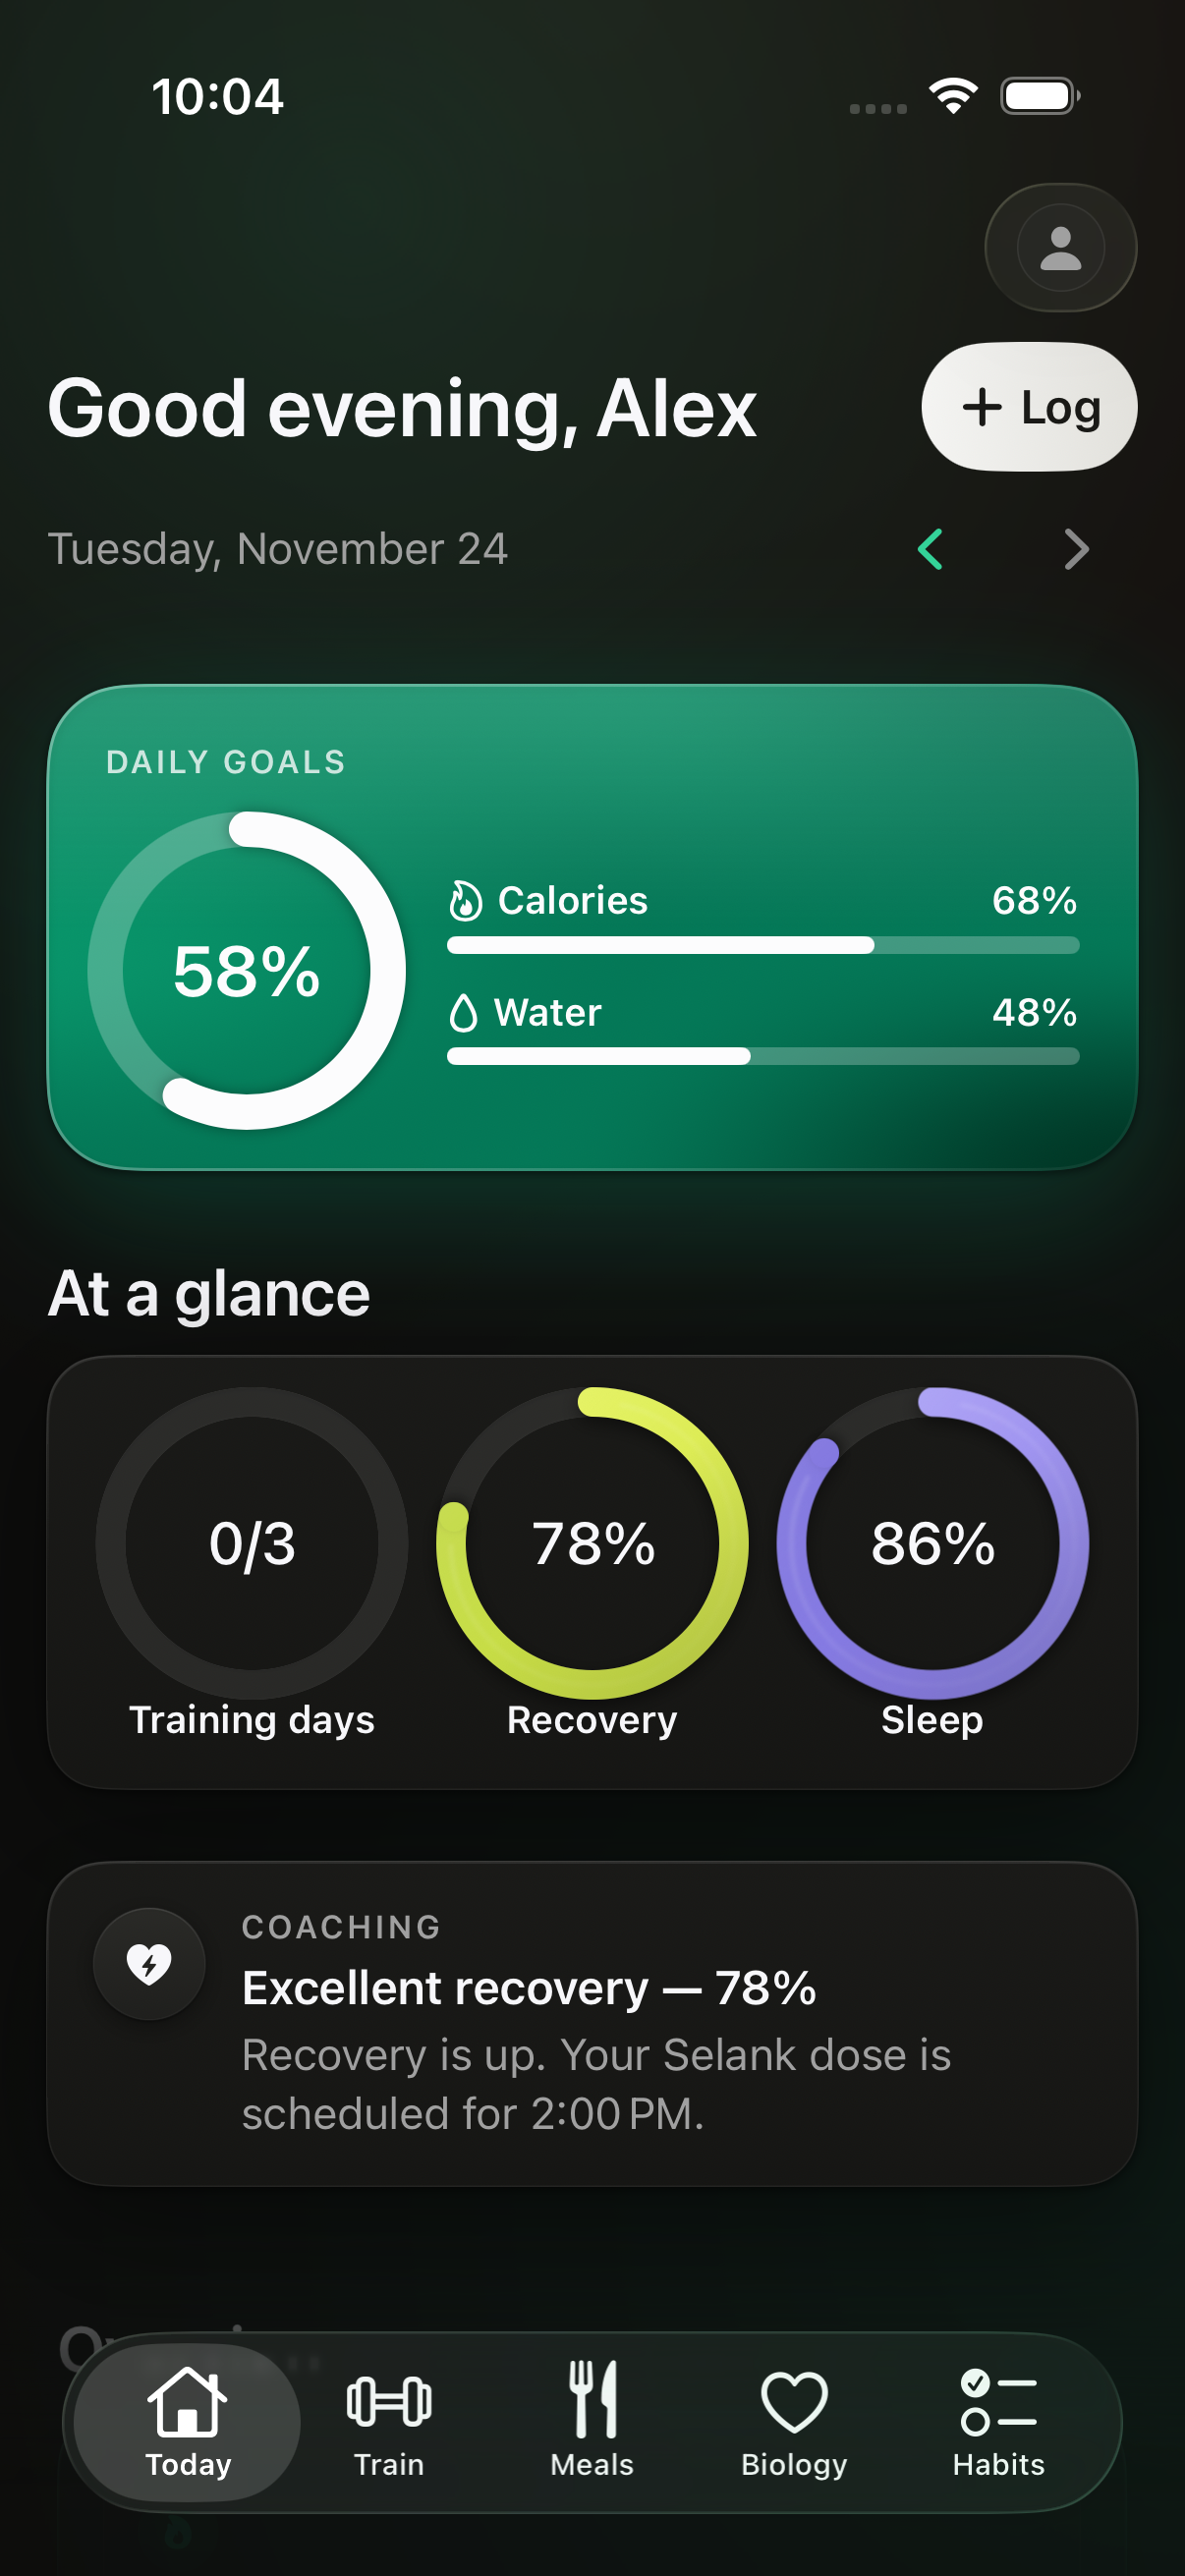 10:04
Good evening, Alex
+ Log
Tuesday, November 24
DAILY GOALS
58%
Calories 68%
Water 48%
At a glance
0/3 78% 86%
Training days Recovery Sleep
COACHING
Excellent recovery — 78%
Recovery is up. Your Selank dose is
scheduled for 2:00 PM.
Today Train Meals Biology Habits